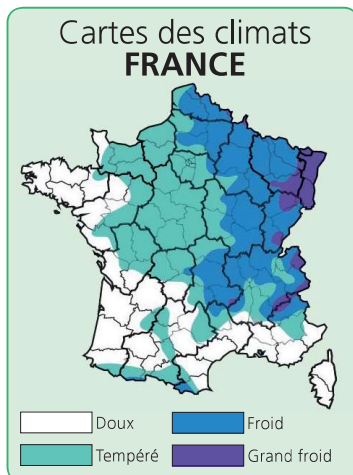 Cartes des climats
FRANCE
Doux
Froid
Tempéré
Grand froid